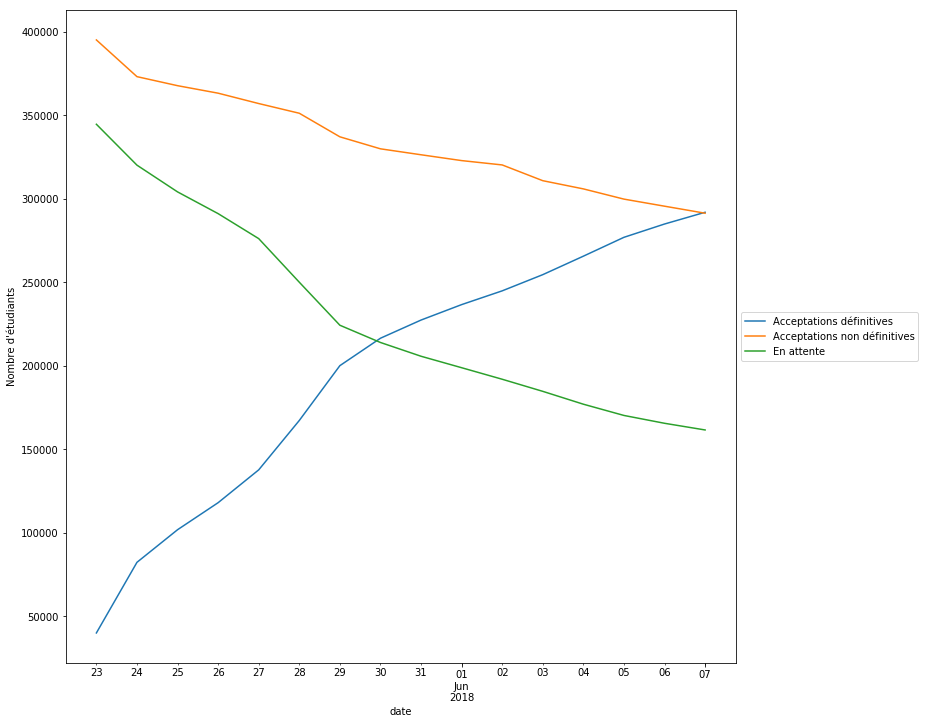 400000
350000
300000
250000
200000
150000
100000
50000
Nombre d'étudiants
23 24 25 26 27 28 29 30 31 01 02 03 04 05 06 07
Jun
2018
date
Acceptations définitives
Acceptations non définitives
En attente